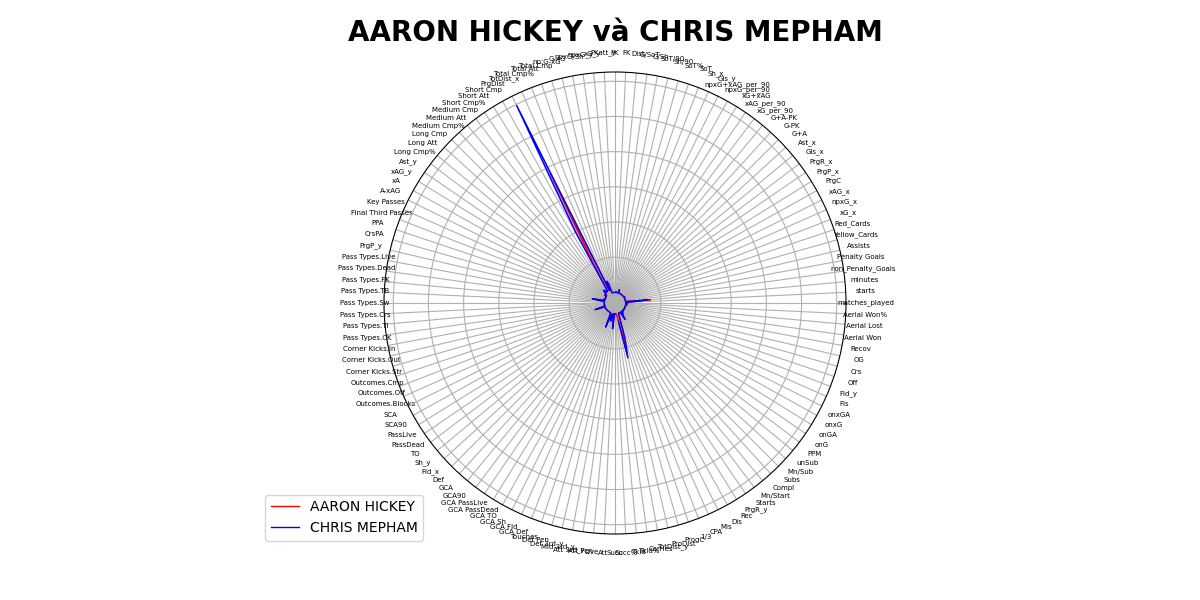 AARON HICKEY và CHRIS MEPHAM
FK
Sh_x
Gls_y
npxG+xAG_per_90
npxG_per_90
xG+xAG
xAG_per_90
xG_per_90
G+A-PK
G-PK
G+A
Ast_x
Gls_x
PrgR_x
PrgP_x
PrgC
xAG_x
npxG_x
xG_x
Red_Cards
Yellow_Cards
Assists
Penalty Goals
non_Penalty_Goals
minutes
starts
matches_played
Aerial Won%
Aerial Lost
Aerial Won
Recov
OG
Crs
Off
Fld_y
Fls
onxGA
onxG
onGA
onG
PPM
unSub
Mn/Sub
Subs
Compl
Mn/Start
Starts
PrgR_y
Rec
Dis
Mis
CPA
1/3
ProgC
Total Cmp%
TotDist_x
PrgDist
Short Cmp
Short Att
Short Cmp%
Medium Cmp
Medium Att
Medium Cmp%
Long Cmp
Long Att
Long Cmp%
Ast_y
xAG_y
xA
A-xAG
Key Passes
Final Third Passes
PPA
CrsPA
PrgP_y
Pass Types.Live
Pass Types.Dead
Pass Types.FK
Pass Types.TB
Pass Types.Sw
Pass Types.Crs
Pass Types.TI
Pass Types.CK
Corner Kicks.In
Corner Kicks.Out
Corner Kicks.Str
Outcomes.Cmp
Outcomes.Off
Outcomes.Blocks
SCA
SCA90
PassLive
PassDead
TO
Sh_y
Fld_x
Def
GCA
GCA90
GCA PassLive
GCA PassDead
GCA TO
GCA Sh
GCA Fld
GCA Def
Touches
AARON HICKEY
CHRIS MEPHAM